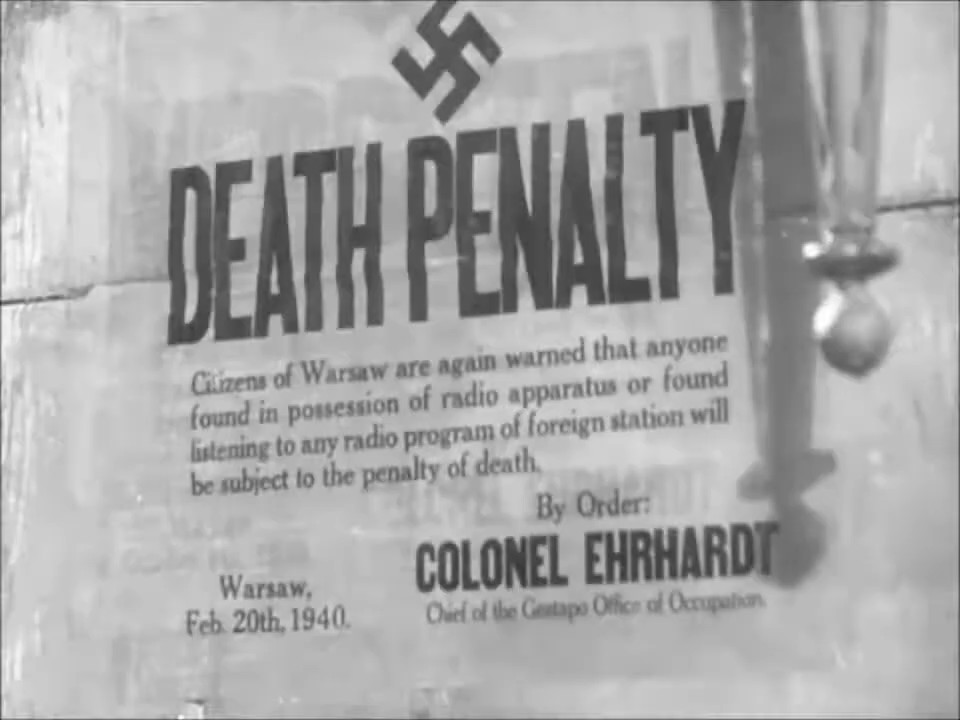 DEATH PENALTY
Citizens of Warsaw are again warned that anyone
found in possession of radio apparatus or found
listening to any radio program of foreign station will
be subject to the penalty of death.
By Order:
COLONEL EHRHARDT
Chief of the Gestapo Office of Occupation.
Warsaw,
Feb. 20th, 1940.